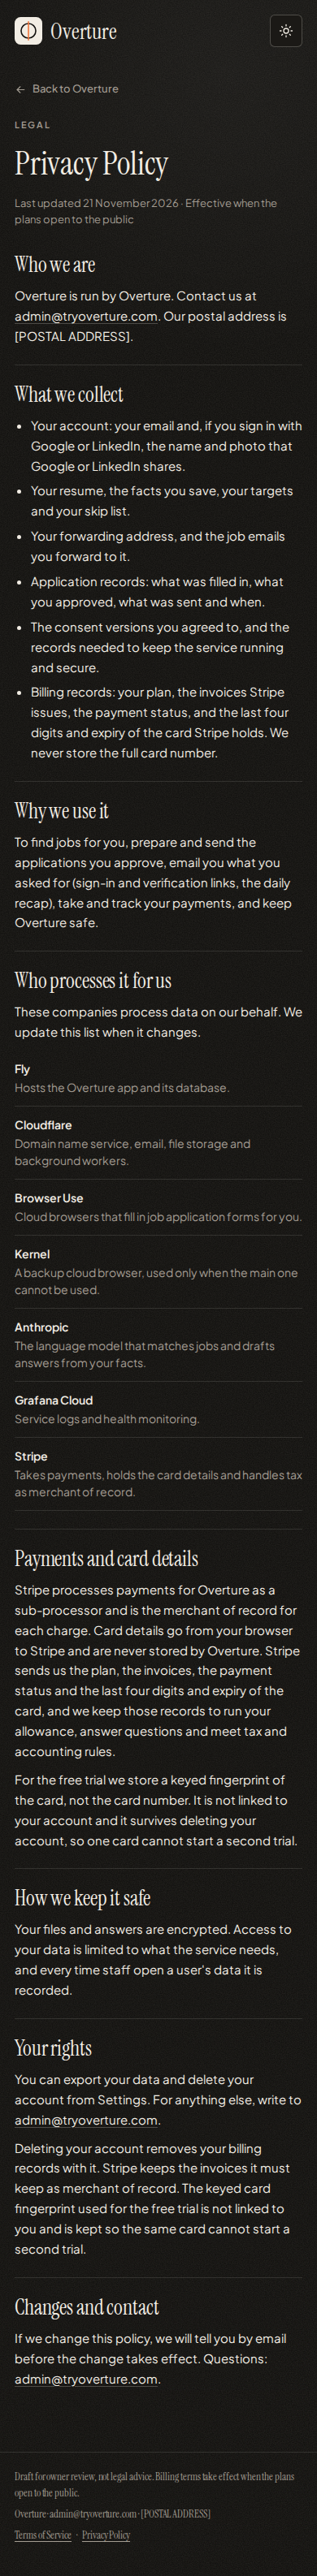 Overture
Back to Overture
LEGAL
Privacy Policy
Last updated 21 November 2026 · Effective when the
plans open to the public
Who we are
Overture is run by Overture. Contact us at
admin@tryoverture.com. Our postal address is
[POSTAL ADDRESS].
What we collect
Your account: your email and, if you sign in with
Google or LinkedIn, the name and photo that
Google or LinkedIn shares.
Your resume, the facts you save, your targets
and your skip list.
Your forwarding address, and the job emails
you forward to it.
Application records: what was filled in, what
you approved, what was sent and when.
The consent versions you agreed to, and the
records needed to keep the service running
and secure.
Billing records: your plan, the invoices Stripe
issues, the payment status, and the last four
digits and expiry of the card Stripe holds. We
never store the full card number.
Why we use it
To find jobs for you, prepare and send the
applications you approve, email you what you
asked for (sign-in and verification links, the daily
recap), take and track your payments, and keep
Overture safe.
Who processes it for us
These companies process data on our behalf. We
update this list when it changes.
Fly
Hosts the Overture app and its database.
Cloudflare
Domain name service, email, file storage and
background workers.
Browser Use
Cloud browsers that fill in job application forms for you.
Kernel
A backup cloud browser, used only when the main one
cannot be used.
Anthropic
The language model that matches jobs and drafts
answers from your facts.
Grafana Cloud
Service logs and health monitoring.
Stripe
Takes payments, holds the card details and handles tax
as merchant of record.
Payments and card details
Stripe processes payments for Overture as a
sub-processor and is the merchant of record for
each charge. Card details go from your browser
to Stripe and are never stored by Overture. Stripe
sends us the plan, the invoices, the payment
status and the last four digits and expiry of the
card, and we keep those records to run your
allowance, answer questions and meet tax and
accounting rules.
For the free trial we store a keyed fingerprint of
the card, not the card number. It is not linked to
your account and it survives deleting your
account, so one card cannot start a second trial.
How we keep it safe
Your files and answers are encrypted. Access to
your data is limited to what the service needs,
and every time staff open a user's data it is
recorded.
Your rights
You can export your data and delete your
account from Settings. For anything else, write to
admin@tryoverture.com.
Deleting your account removes your billing
records with it. Stripe keeps the invoices it must
keep as merchant of record. The keyed card
fingerprint used for the free trial is not linked to
you and is kept so the same card cannot start a
second trial.
Changes and contact
If we change this policy, we will tell you by email
before the change takes effect. Questions:
admin@tryoverture.com.
Draft for owner review, not legal advice. Billing terms take effect when the plans
open to the public.
Overture · admin@tryoverture.com · [POSTAL ADDRESS]
Terms of Service · Privacy Policy